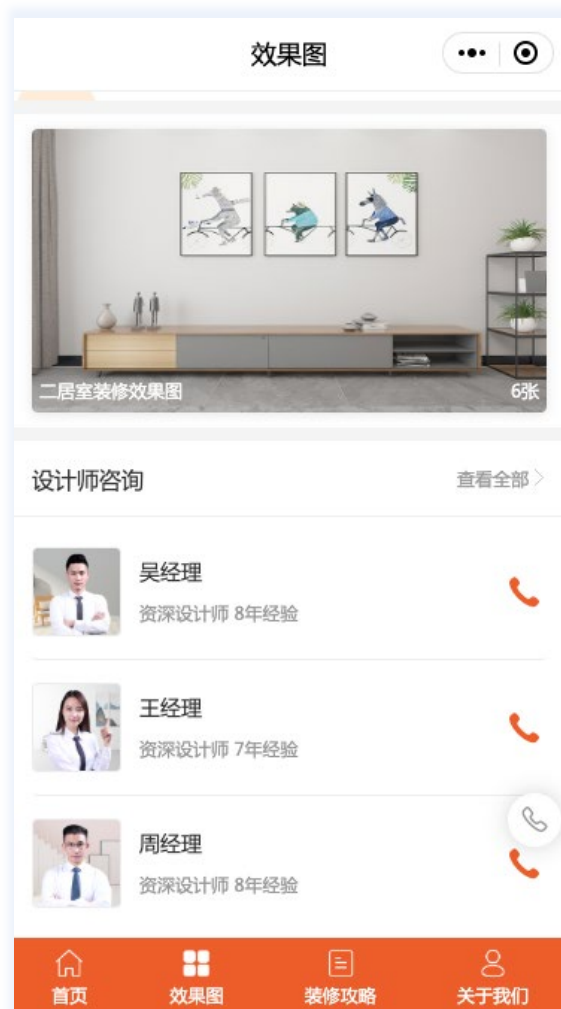 效果图
二居室装修效果图 6张
设计师咨询 查看全部
吴经理
资深设计师 8年经验
王经理
资深设计师 7年经验
周经理
资深设计师 8年经验
首页 效果图 装修攻略 关于我们